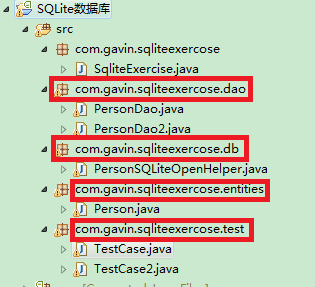 SQLite数据库
src
com.gavin.sqliteexercose
SqliteExercise.java
com.gavin.sqliteexercose.dao
PersonDao.java
PersonDao2.java
com.gavin.sqliteexercose.db
PersonSQLiteOpenHelper.java
com.gavin.sqliteexercose.entities
Person.java
com.gavin.sqliteexercose.test
TestCase.java
TestCase2.java